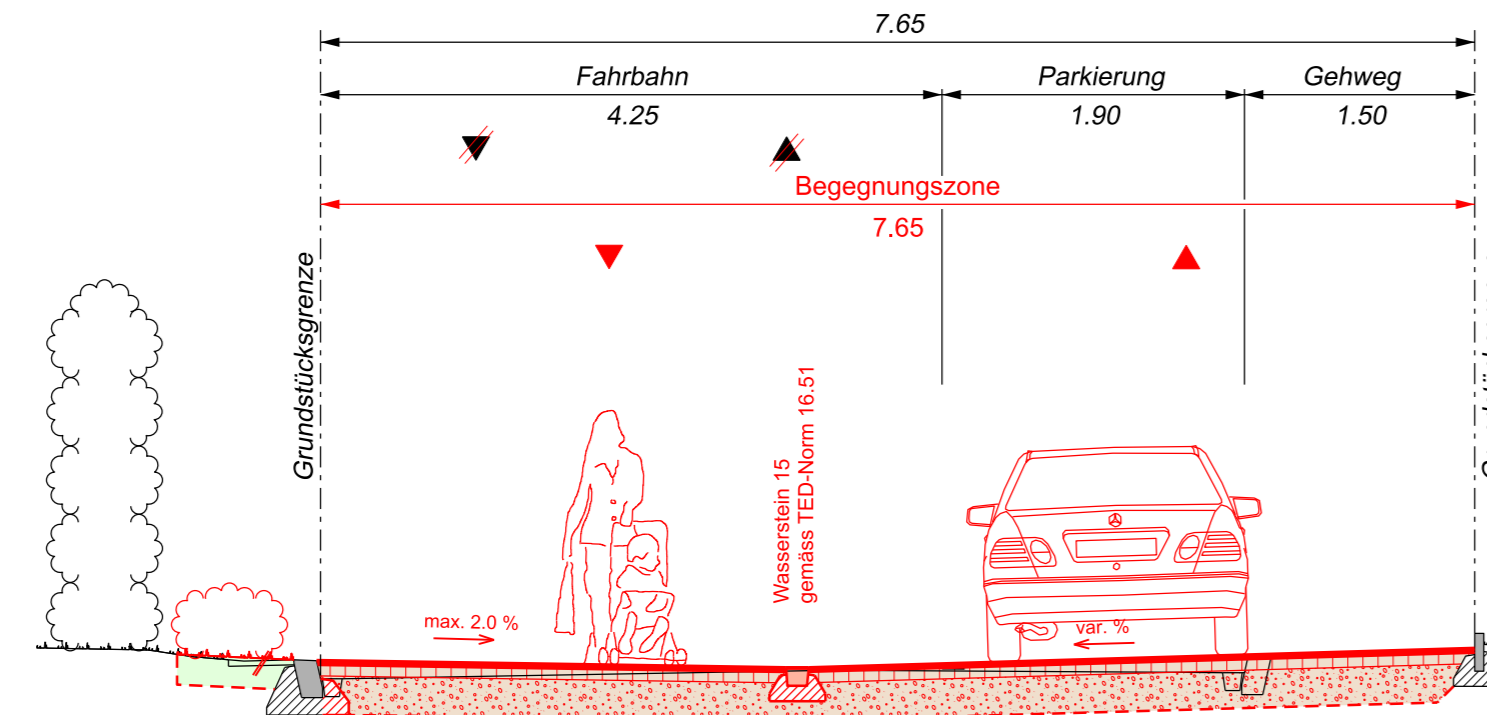 7.65
Fahrbahn
Parkierung
Gehweg
4.25
1.90
1.50
Begegnungszone
7.65
Grundstücksgrenze
Wasserstein 15
gemäss TED-Norm 16.51
max. 2.0 %
var. %